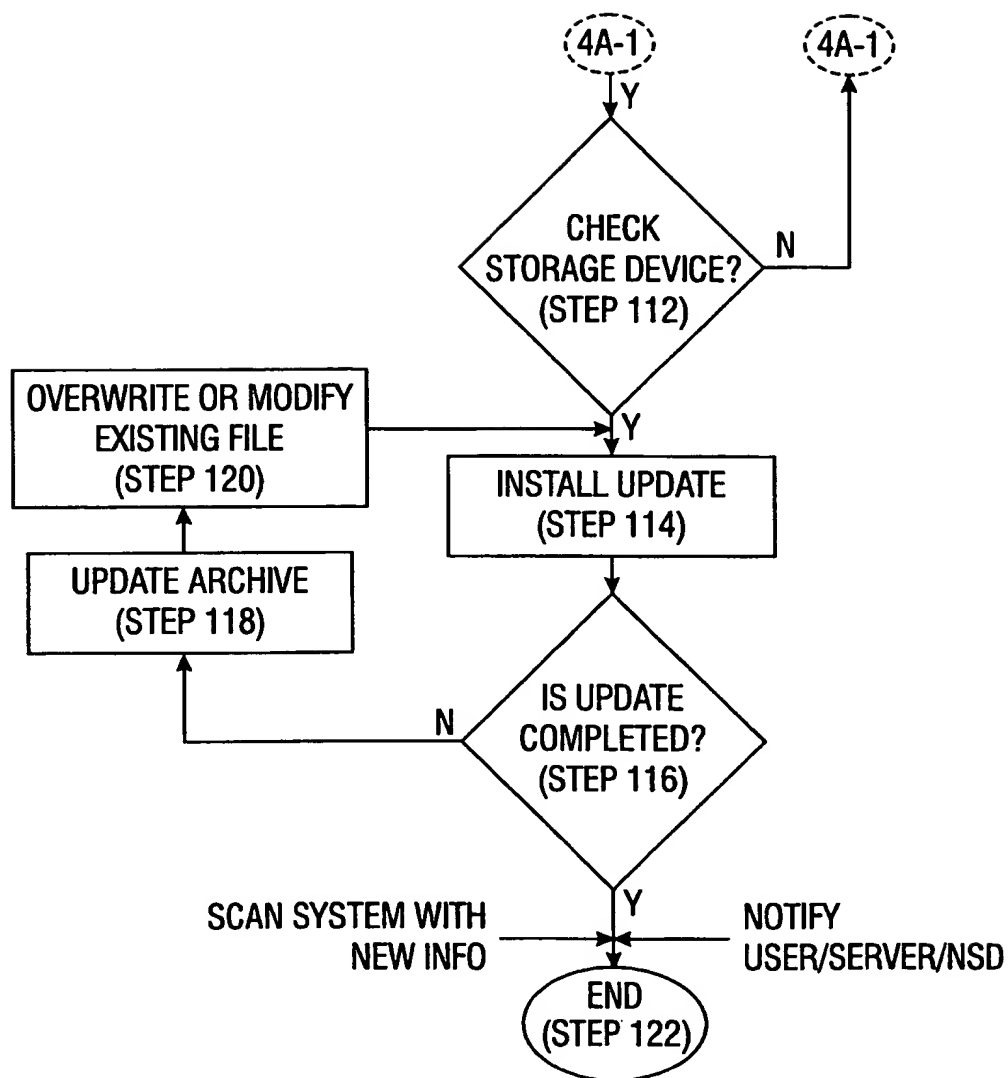 4A-1
4A-1
Y
CHECK
STORAGE DEVICE?
(STEP 112)
N
OVERWRITE OR MODIFY
EXISTING FILE
(STEP 120)
Y
INSTALL UPDATE
(STEP 114)
UPDATE ARCHIVE
(STEP 118)
IS UPDATE
COMPLETED?
(STEP 116)
N
Y
SCAN SYSTEM WITH
NEW INFO
NOTIFY
USER/SERVER/NSD
END
(STEP 122)